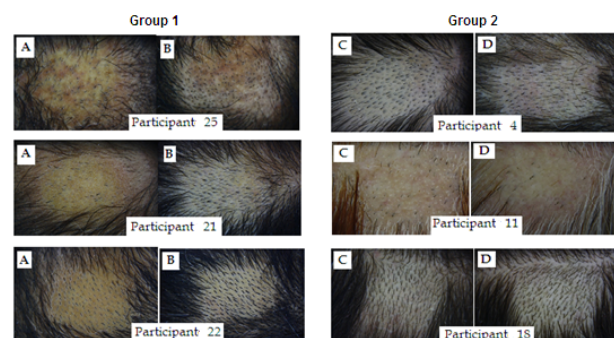 Group 1 Group 2
A B C D
Participant 25 Participant 4
A B C D
Participant 21 Participant 11
A B C D
Participant 22 Participant 18